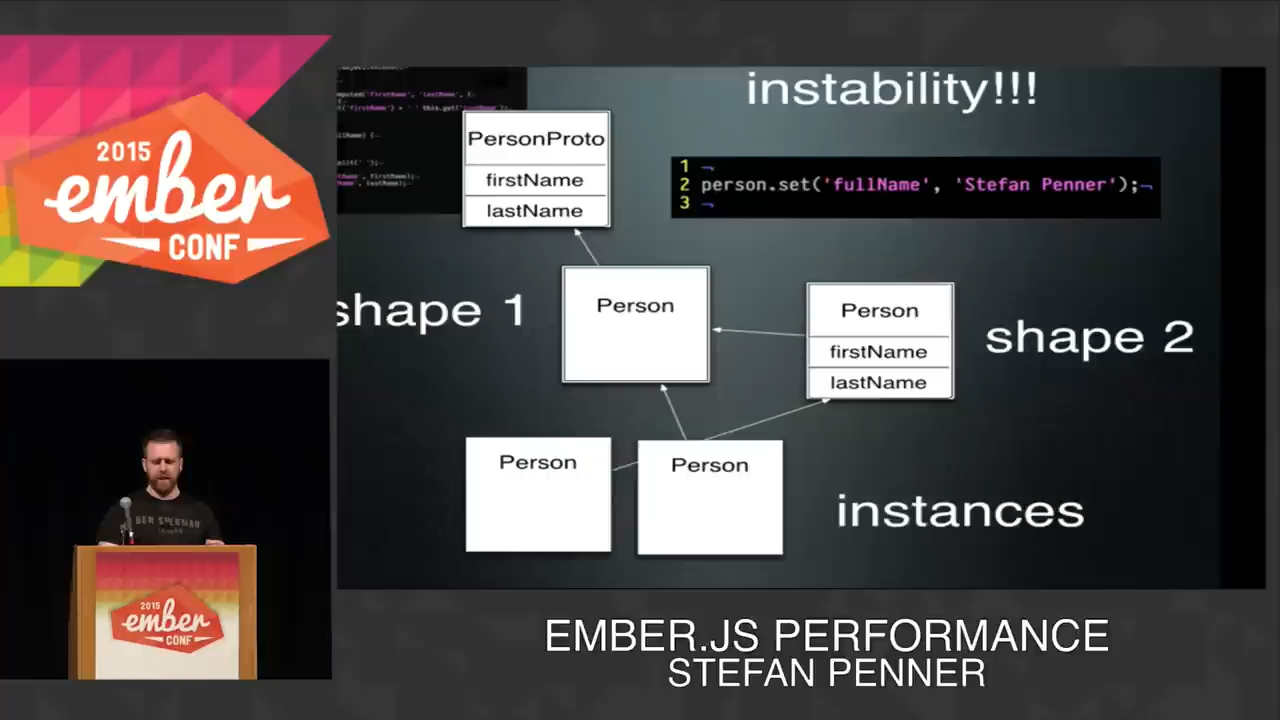 2015
ember
CONF
instability!!!
PersonProto
firstName
lastName
1 ¬
2 person.set('fullName', 'Stefan Penner');¬
3 ¬
shape 1
Person
Person
firstName
lastName
shape 2
Person
Person
instances
2015
ember
CONF
EMBER.JS PERFORMANCE
STEFAN PENNER